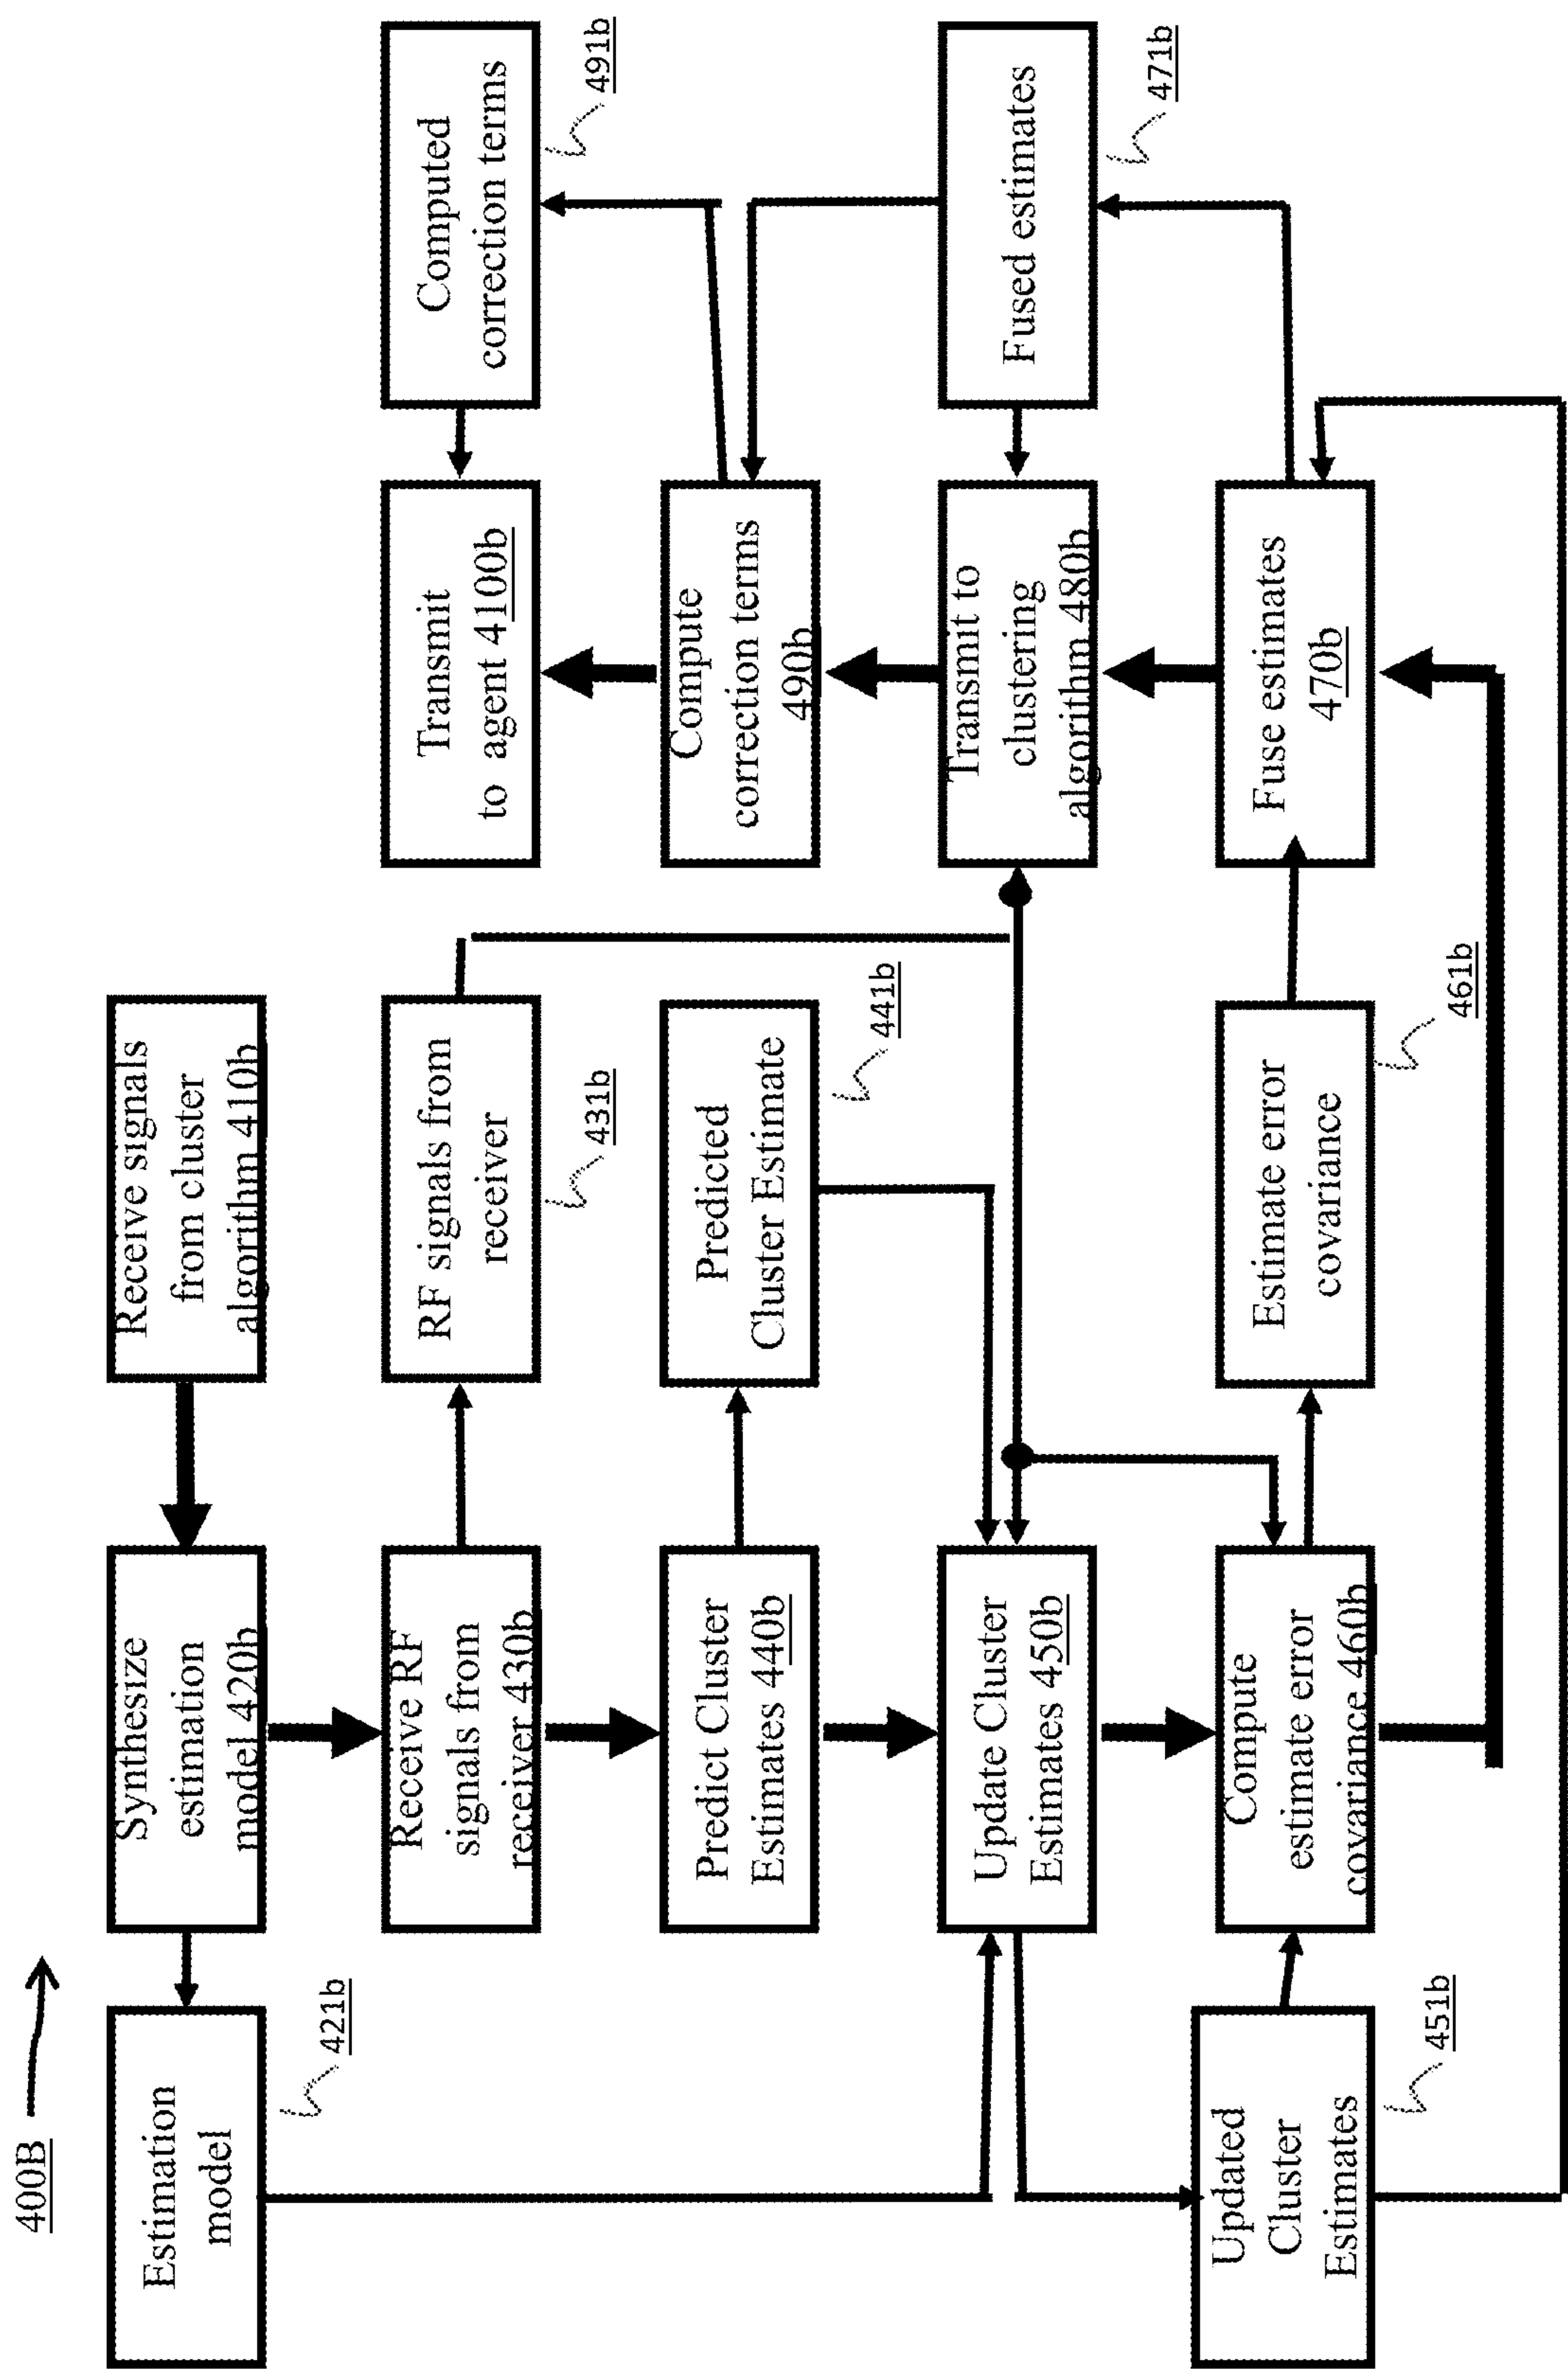 400B
Estimation
model
421b
Synthesize
estimation
model 420b
Receive signals
from cluster
algorithm 410b
Receive RF
signals from
receiver 430b
RF signals from
receiver
431b
Predict Cluster
Estimates 440b
Predicted
Cluster Estimate
441b
Update Cluster
Estimates 450b
Updated
Cluster
Estimates
451b
Compute
estimate error
covariance 460b
Estimate error
covariance
461b
Fuse estimates
470b
Fused estimates
471b
Transmit to
clustering
algorithm 480b
Compute
correction terms
490b
Computed
correction terms
491b
Transmit
to agent 4100b